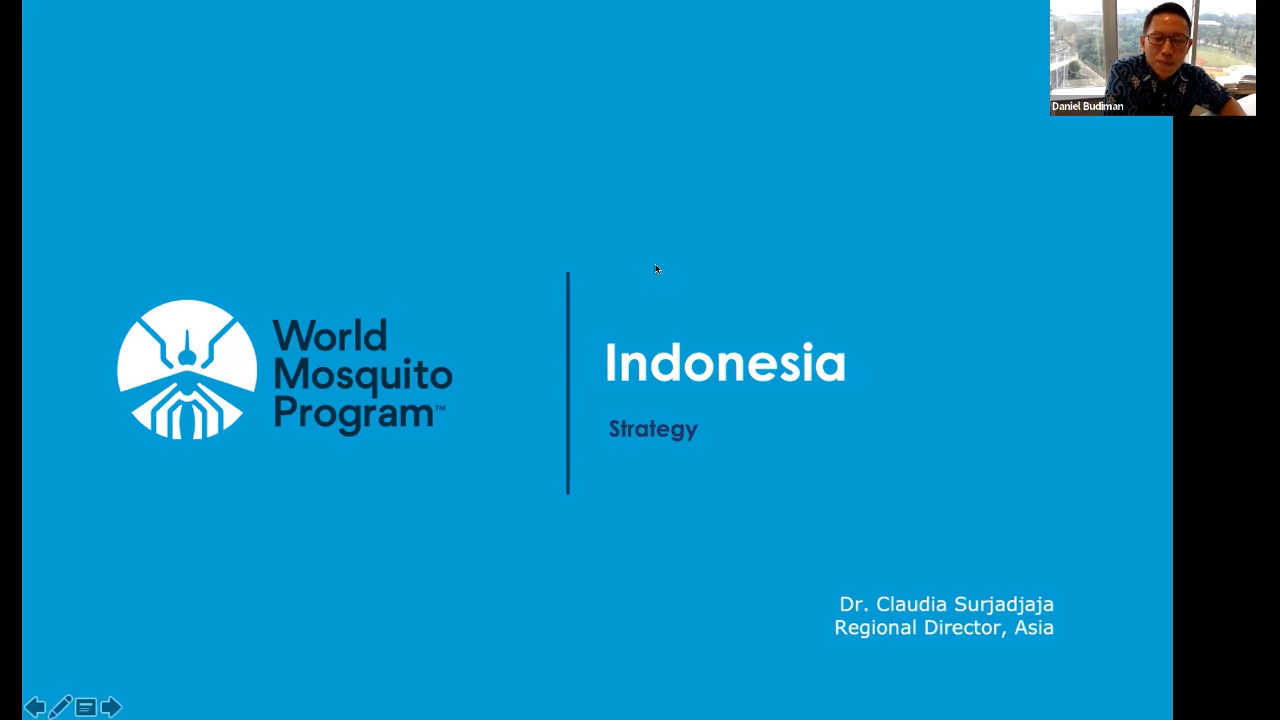 Daniel Budiman
World
Mosquito
Program™
Indonesia
Strategy
Dr. Claudia Surjadjaja
Regional Director, Asia